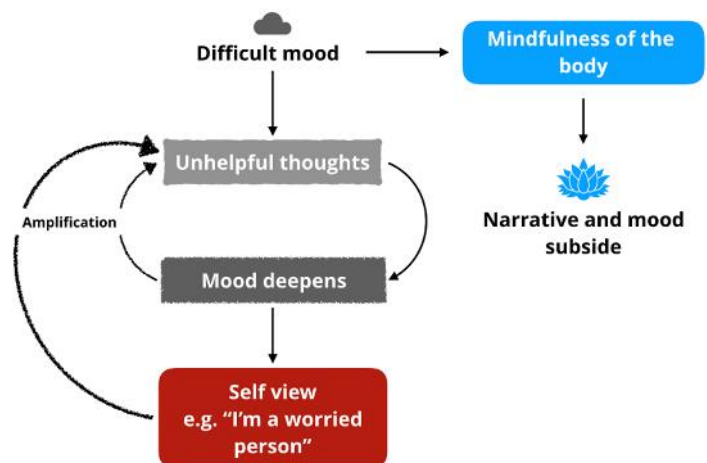 Difficult mood
Mindfulness of the
body
Unhelpful thoughts
Narrative and mood
subside
Amplification
Mood deepens
Self view
e.g. “I’m a worried
person”